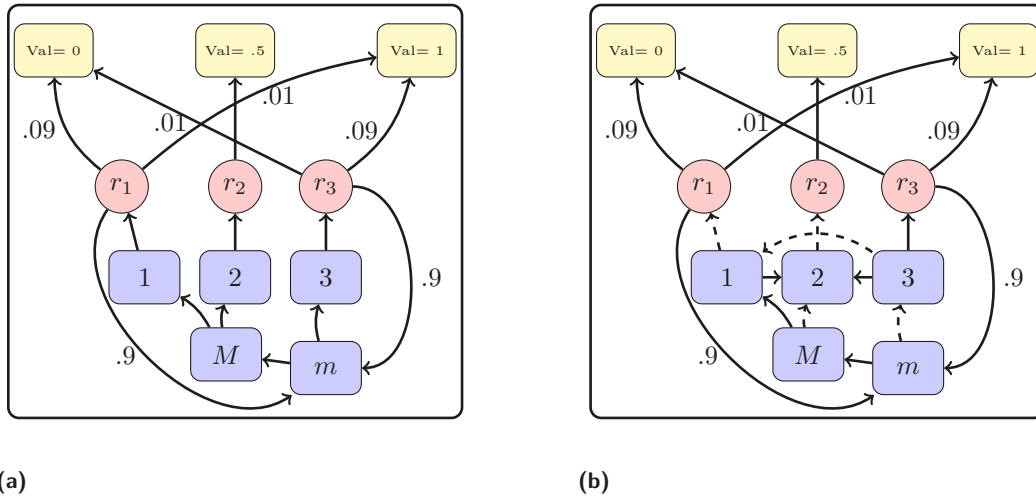 Val= 0 Val= .5 Val= 1 Val= 0 Val= .5 Val= 1
.01 .01
.09 .01 .09 .09 .01 .09
r1 r2 r3 r1 r2 r3
1 2 3 .9 1 2 3 .9
.9 M m .9 M m
(a) (b)